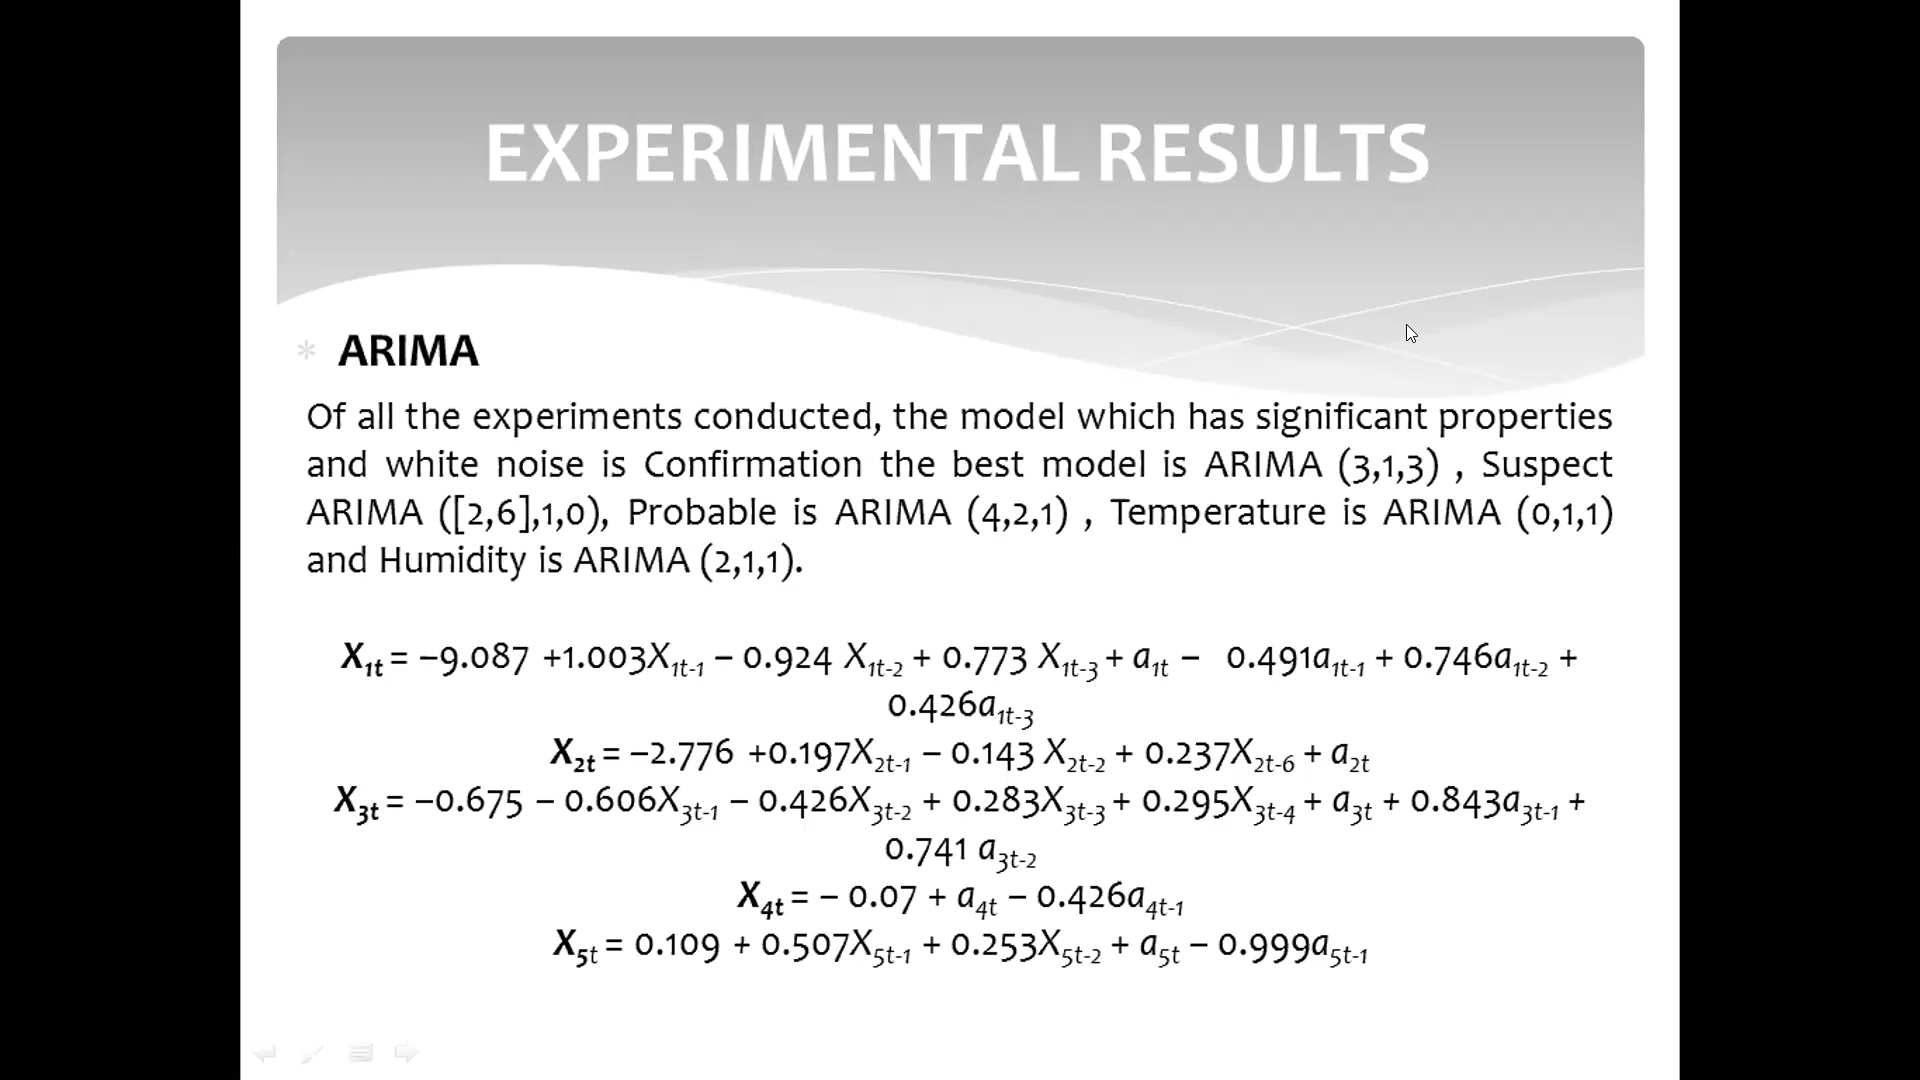 EXPERIMENTAL RESULTS
* ARIMA
Of all the experiments conducted, the model which has significant properties
and white noise is Confirmation the best model is ARIMA (3,1,3) , Suspect
ARIMA ([2,6],1,0), Probable is ARIMA (4,2,1) , Temperature is ARIMA (0,1,1)
and Humidity is ARIMA (2,1,1).
X1t = −9.087 +1.003X1t-1 − 0.924 X1t-2 + 0.773 X1t-3 + a1t − 0.491a1t-1 + 0.746a1t-2 +
0.426a1t-3
X2t = −2.776 +0.197X2t-1 − 0.143 X2t-2 + 0.237X2t-6 + a2t
X3t = −0.675 − 0.606X3t-1 − 0.426X3t-2 + 0.283X3t-3 + 0.295X3t-4 + a3t + 0.843a3t-1 +
0.741 a3t-2
X4t = − 0.07 + a4t − 0.426a4t-1
X5t = 0.109 + 0.507X5t-1 + 0.253X5t-2 + a5t − 0.999a5t-1